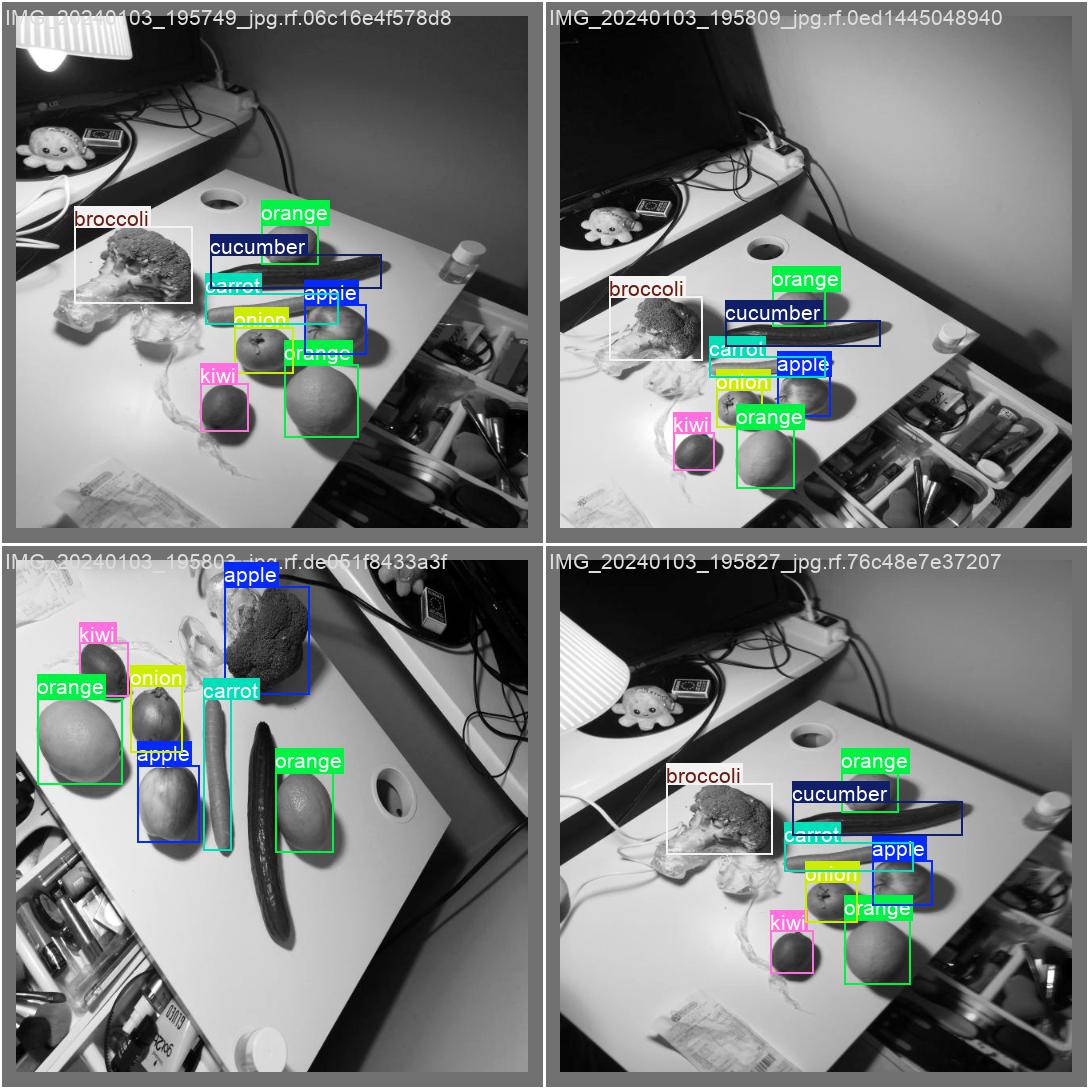 IMG_20240103_195749_jpg.rf.06c16e4f578d8
broccoli
orange
cucumber
carrot
apple
onion
orange
kiwi
IMG_20240103_195809_jpg.rf.0ed1445048940
orange
broccoli
cucumber
carrot
apple
onion
orange
kiwi
IMG_20240103_195803_jpg.rf.de051f8433a3f
apple
kiwi
onion
orange
carrot
apple
orange
IMG_20240103_195827_jpg.rf.76c48e7e37207
orange
broccoli
cucumber
carrot
apple
onion
orange
kiwi